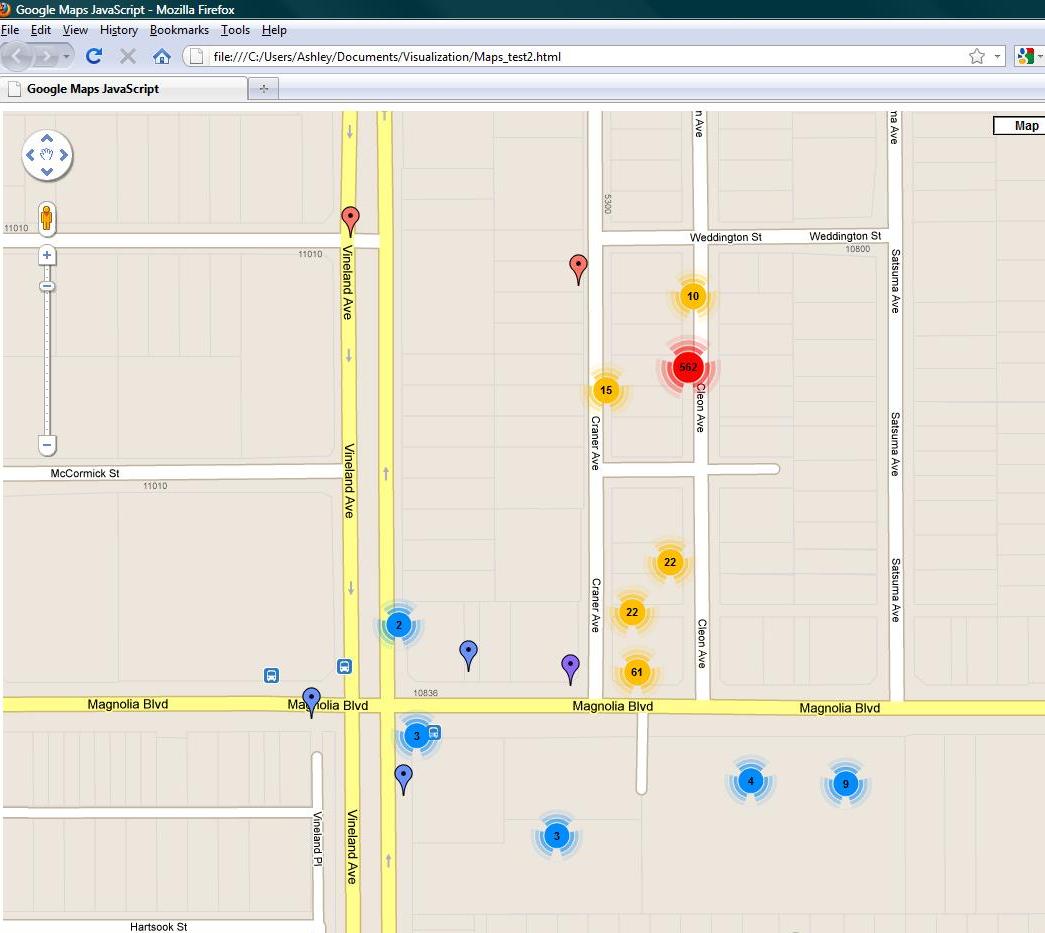 Google Maps JavaScript - Mozilla Firefox
File Edit View History Bookmarks Tools Help
file:///C:/Users/Ashley/Documents/Visualization/Maps_test2.html
Google Maps JavaScript
Map
n Ave
na Ave
5300
11010
Weddington St
Weddington St
10800
11010
Vineland Ave
Satsuma Ave
10
562
15
Cleon Ave
Craner Ave
Satsuma Ave
Vineland Ave
McCormick St
11010
22
Satsuma Ave
Craner Ave
22
2
Cleon Ave
61
10836
Magnolia Blvd
Magnolia Blvd
Magnolia Blvd
Magnolia Blvd
3
4
9
3
Vineland Pl
Vineland Ave
Hartsook St